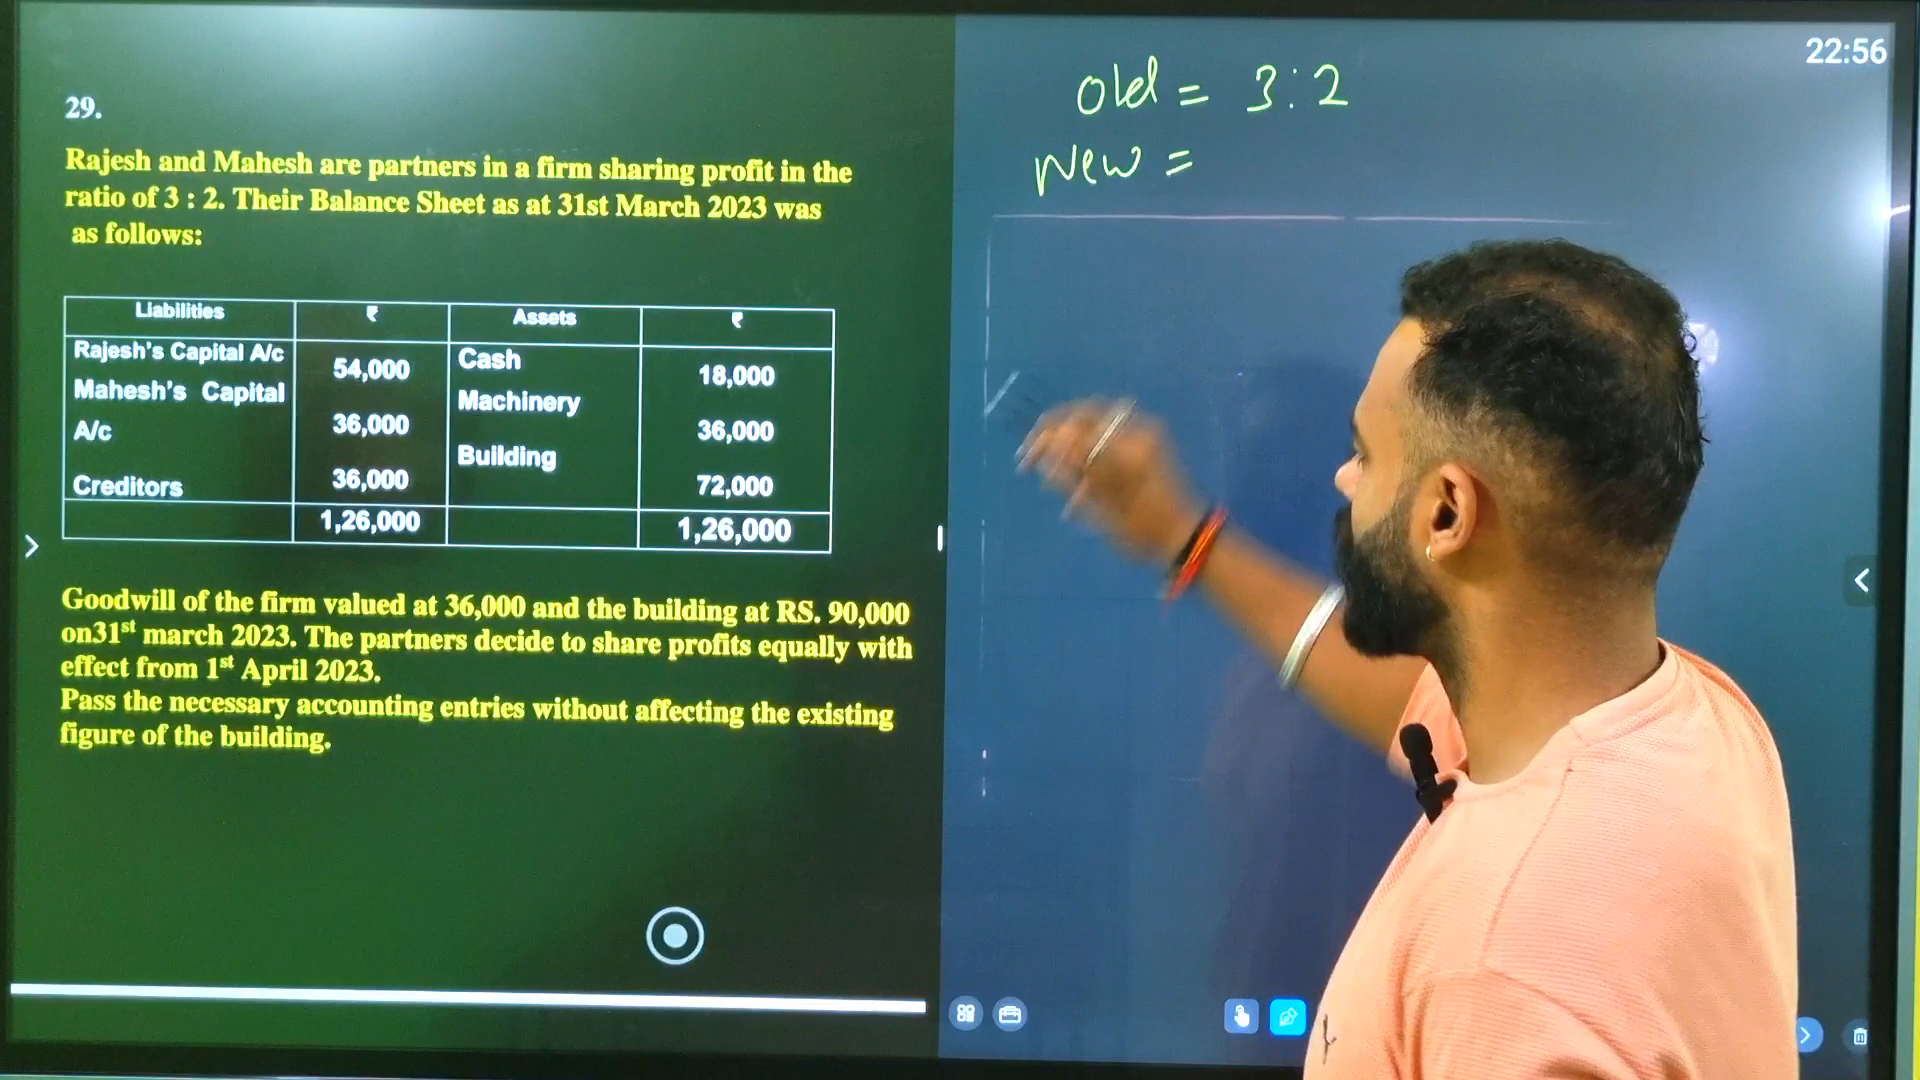 22:56
29.
Rajesh and Mahesh are partners in a firm sharing profit in the
ratio of 3 : 2. Their Balance Sheet as at 31st March 2023 was
as follows:
Liabilities ₹ Assets ₹
Rajesh's Capital A/c 54,000 Cash 18,000
Mahesh's Capital A/c 36,000 Machinery 36,000
Creditors 36,000 Building 72,000
1,26,000 1,26,000
Goodwill of the firm valued at 36,000 and the building at RS. 90,000
on31st march 2023. The partners decide to share profits equally with
effect from 1st April 2023.
Pass the necessary accounting entries without affecting the existing
figure of the building.
Old = 3:2
New =